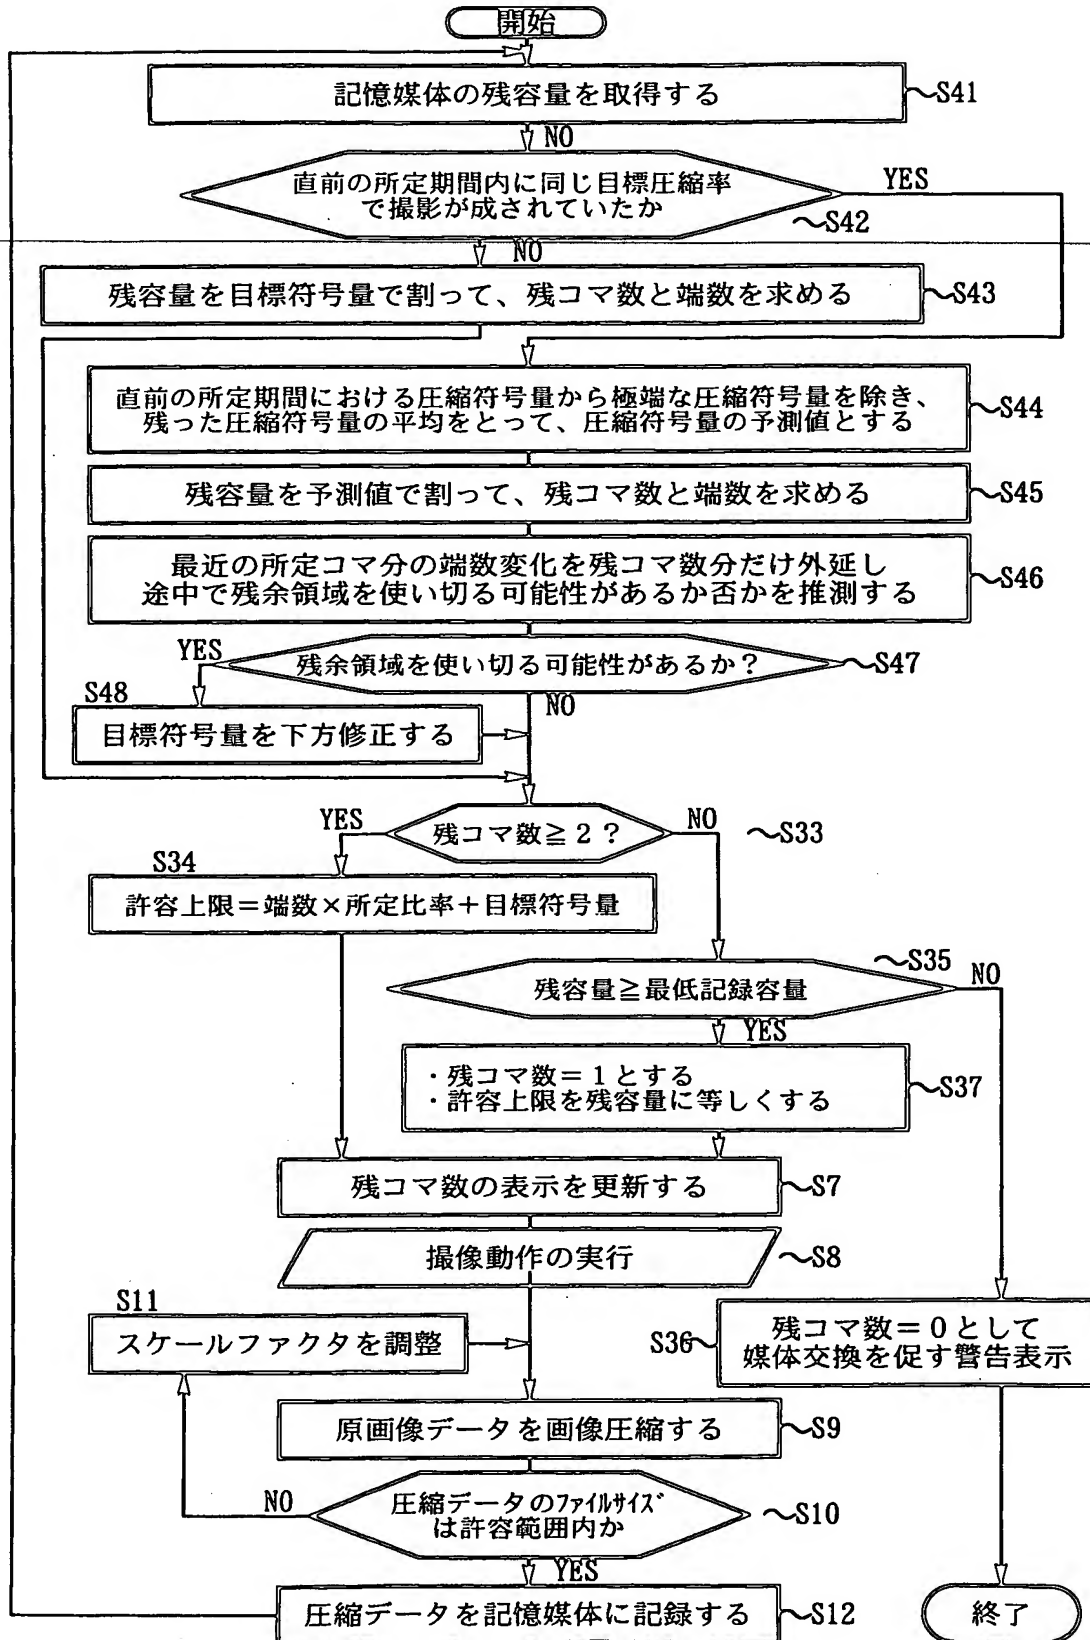 開始
記憶媒体の残容量を取得する
S41
NO
直前の所定期間内に同じ目標圧縮率
で撮影が成されていたか
YES
S42
NO
残容量を目標符号量で割って、残コマ数と端数を求める
S43
直前の所定期間における圧縮符号量から極端な圧縮符号量を除き、
残った圧縮符号量の平均をとって、圧縮符号量の予測値とする
S44
残容量を予測値で割って、残コマ数と端数を求める
S45
最近の所定コマ分の端数変化を残コマ数分だけ外延し
途中で残余領域を使い切る可能性があるか否かを推測する
S46
YES
残余領域を使い切る可能性があるか?
S47
S48
NO
目標符号量を下方修正する
YES
残コマ数≧2?
NO
S33
S34
許容上限=端数×所定比率+目標符号量
S35
残容量≧最低記録容量
NO
YES
・残コマ数=1とする
・許容上限を残容量に等しくする
S37
残コマ数の表示を更新する
S7
撮像動作の実行
S8
S11
スケールファクタを調整
S36
残コマ数=0として
媒体交換を促す警告表示
原画像データを画像圧縮する
S9
NO
圧縮データのファイルサイズ
は許容範囲内か
S10
YES
圧縮データを記憶媒体に記録する
S12
終了